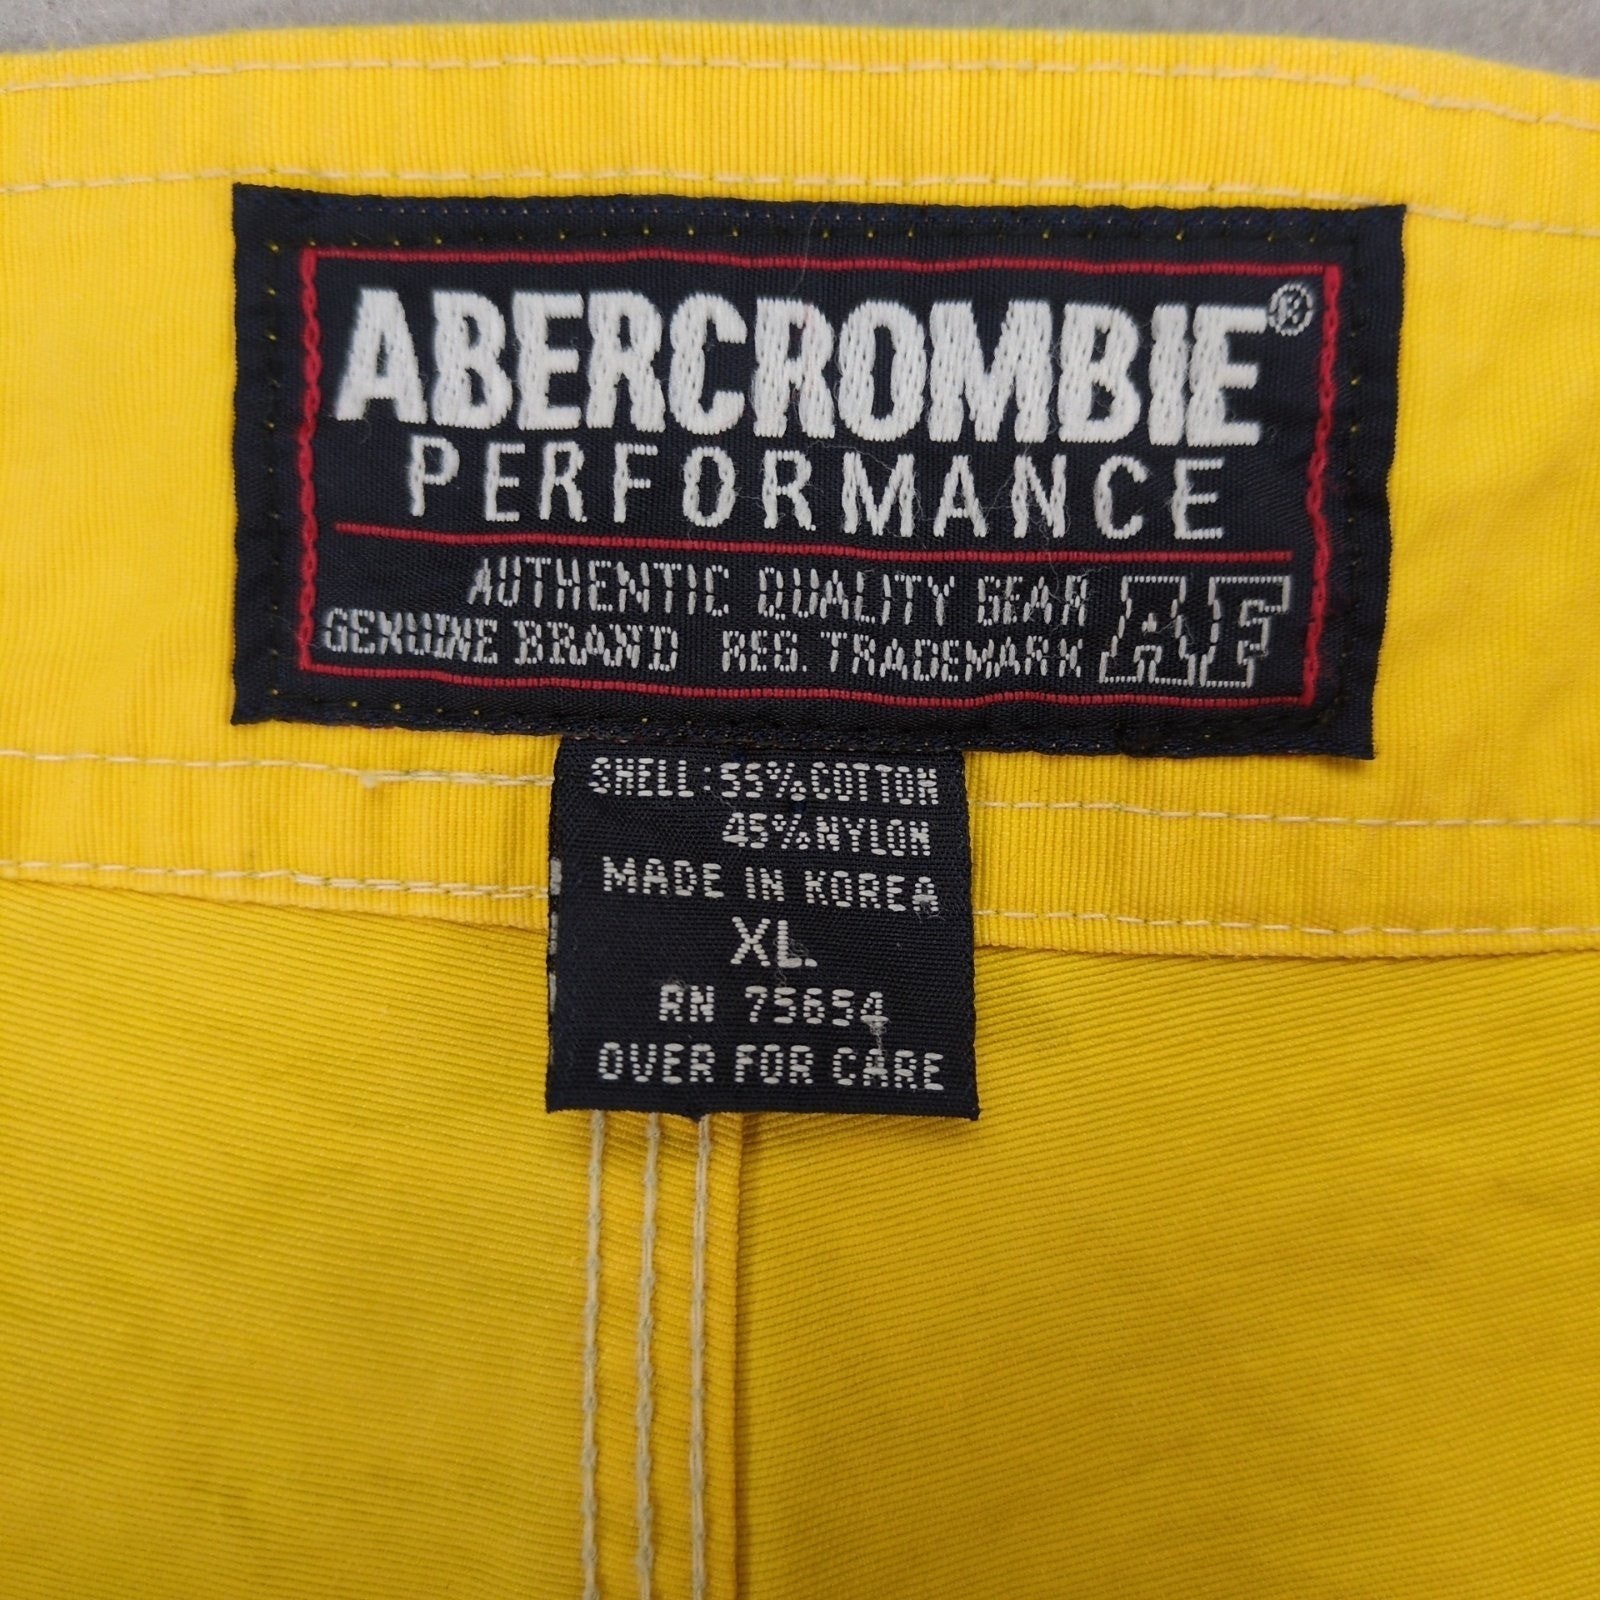 ABERCROMBIE®
PERFORMANCE
AUTHENTIC QUALITY GEAR
GENUINE BRAND REG. TRADEMARK AF
SHELL: 55% COTTON
45% NYLON
MADE IN KOREA
XL.
RN 75654
OVER FOR CARE